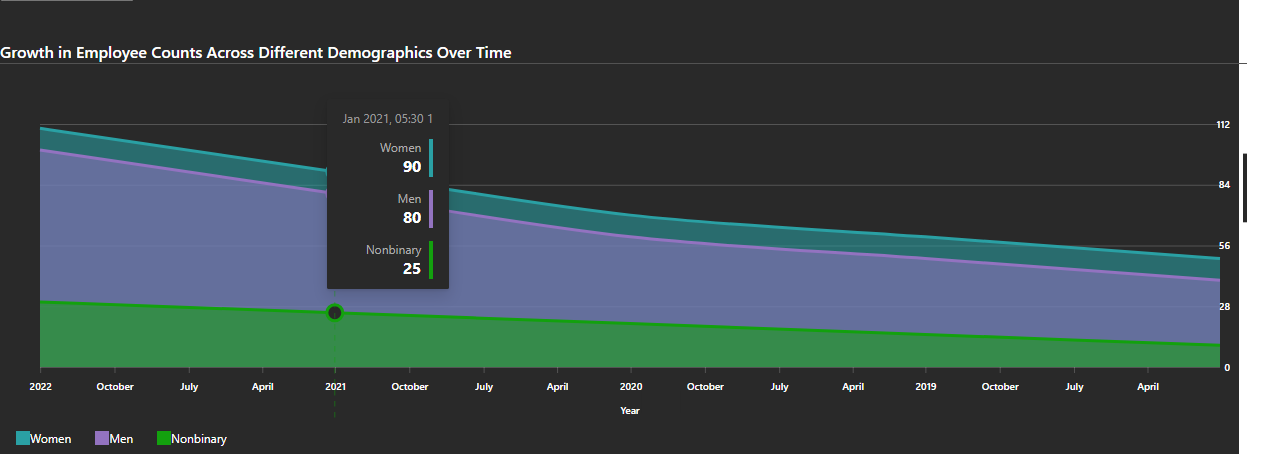 Growth in Employee Counts Across Different Demographics Over Time
Jan 2021, 05:30 1
Women
90
Men
80
Nonbinary
25
112
84
56
28
0
2022 October July April 2021 October July April 2020 October July April 2019 October July April
Year
Women Men Nonbinary